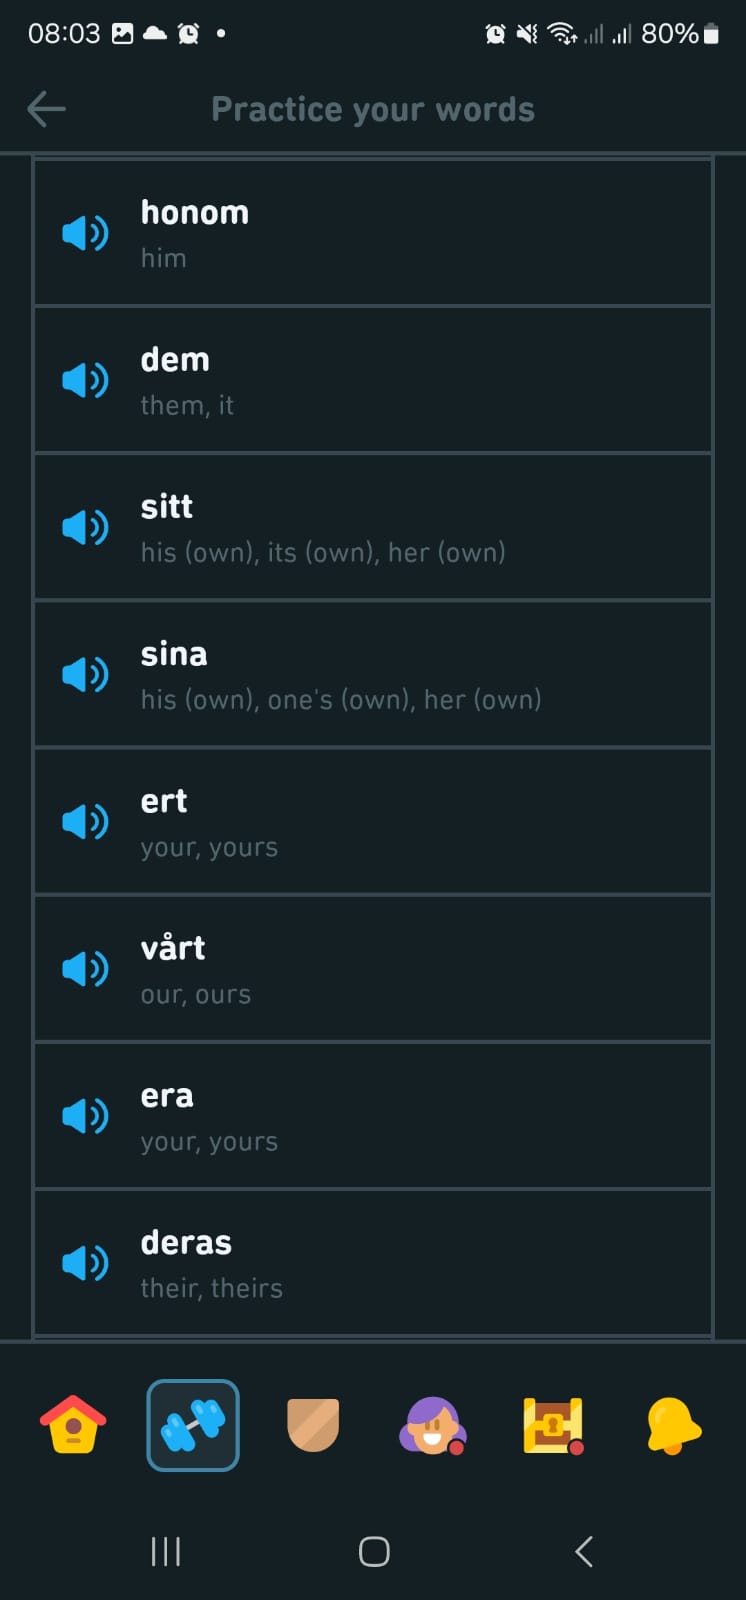 08:03
80%
Practice your words
honom
him
dem
them, it
sitt
his (own), its (own), her (own)
sina
his (own), one's (own), her (own)
ert
your, yours
vårt
our, ours
era
your, yours
deras
their, theirs